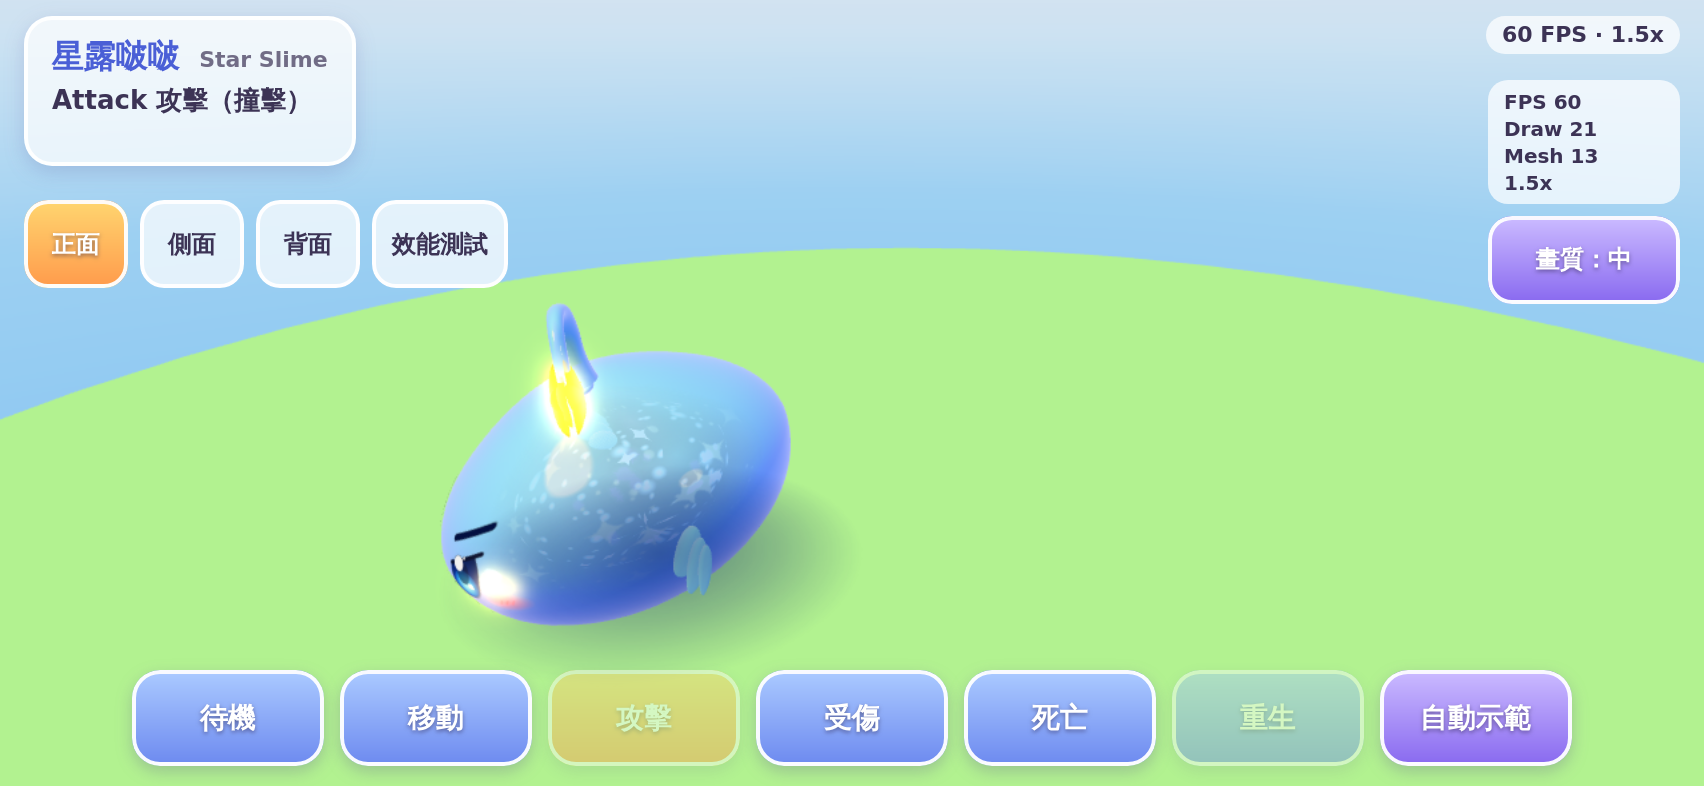 星露啵啵 Star Slime
Attack 攻擊（撞擊）
60 FPS · 1.5x
FPS 60
Draw 21
Mesh 13
1.5x
正面 側面 背面 效能測試
畫質：中
待機 移動 攻擊 受傷 死亡 重生 自動示範